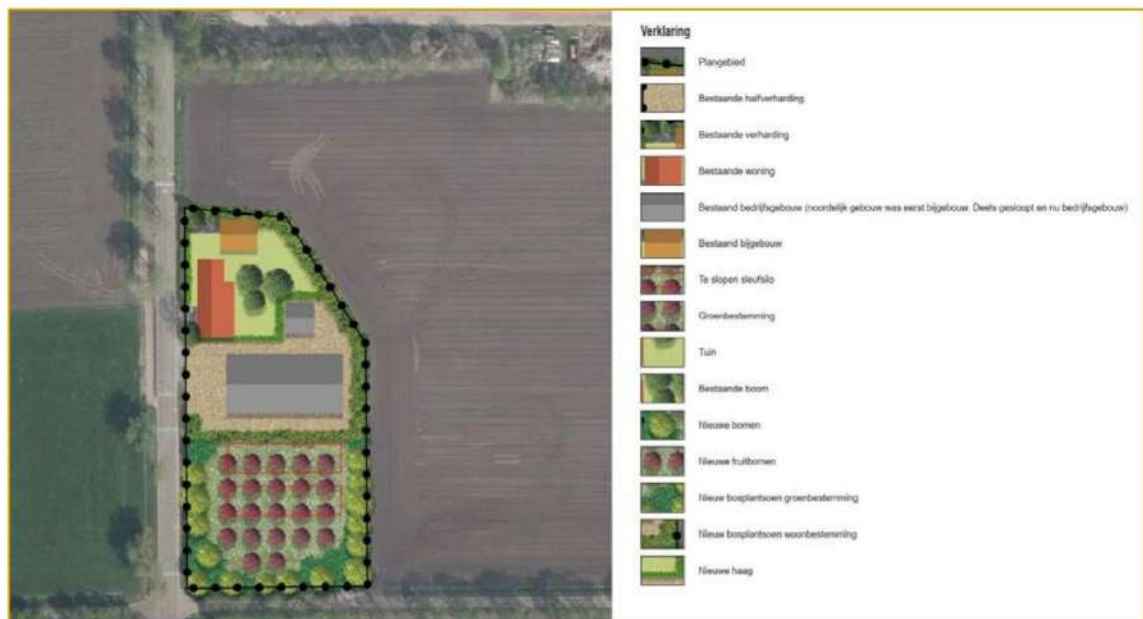 Verklaring
Plangebied
Bestaande halfverharding
Bestaande verharding
Bestaande woning
Bestaand bedrijfsgebouw (noordelijk gebouw was eerst bijgebouw. Deels gesloopt en nu bedrijfsgebouw)
Bestaand bijgebouw
Te slopen sleufsilo
Groenbestemming
Tuin
Bestaande boom
Nieuwe bomen
Nieuwe fruitbomen
Nieuw bosplantsoen groenbestemming
Nieuw bosplantsoen woonbestemming
Nieuwe haag